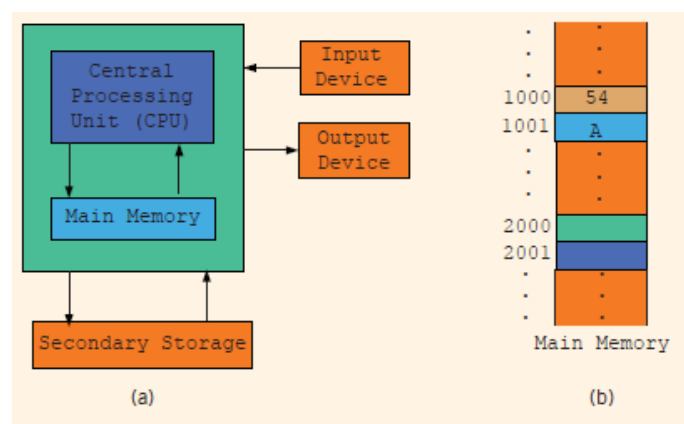 Central
Processing
Unit (CPU)
Main Memory
Input
Device
Output
Device
Secondary Storage
(a)
1000 54
1001 A
2000
2001
Main Memory
(b)